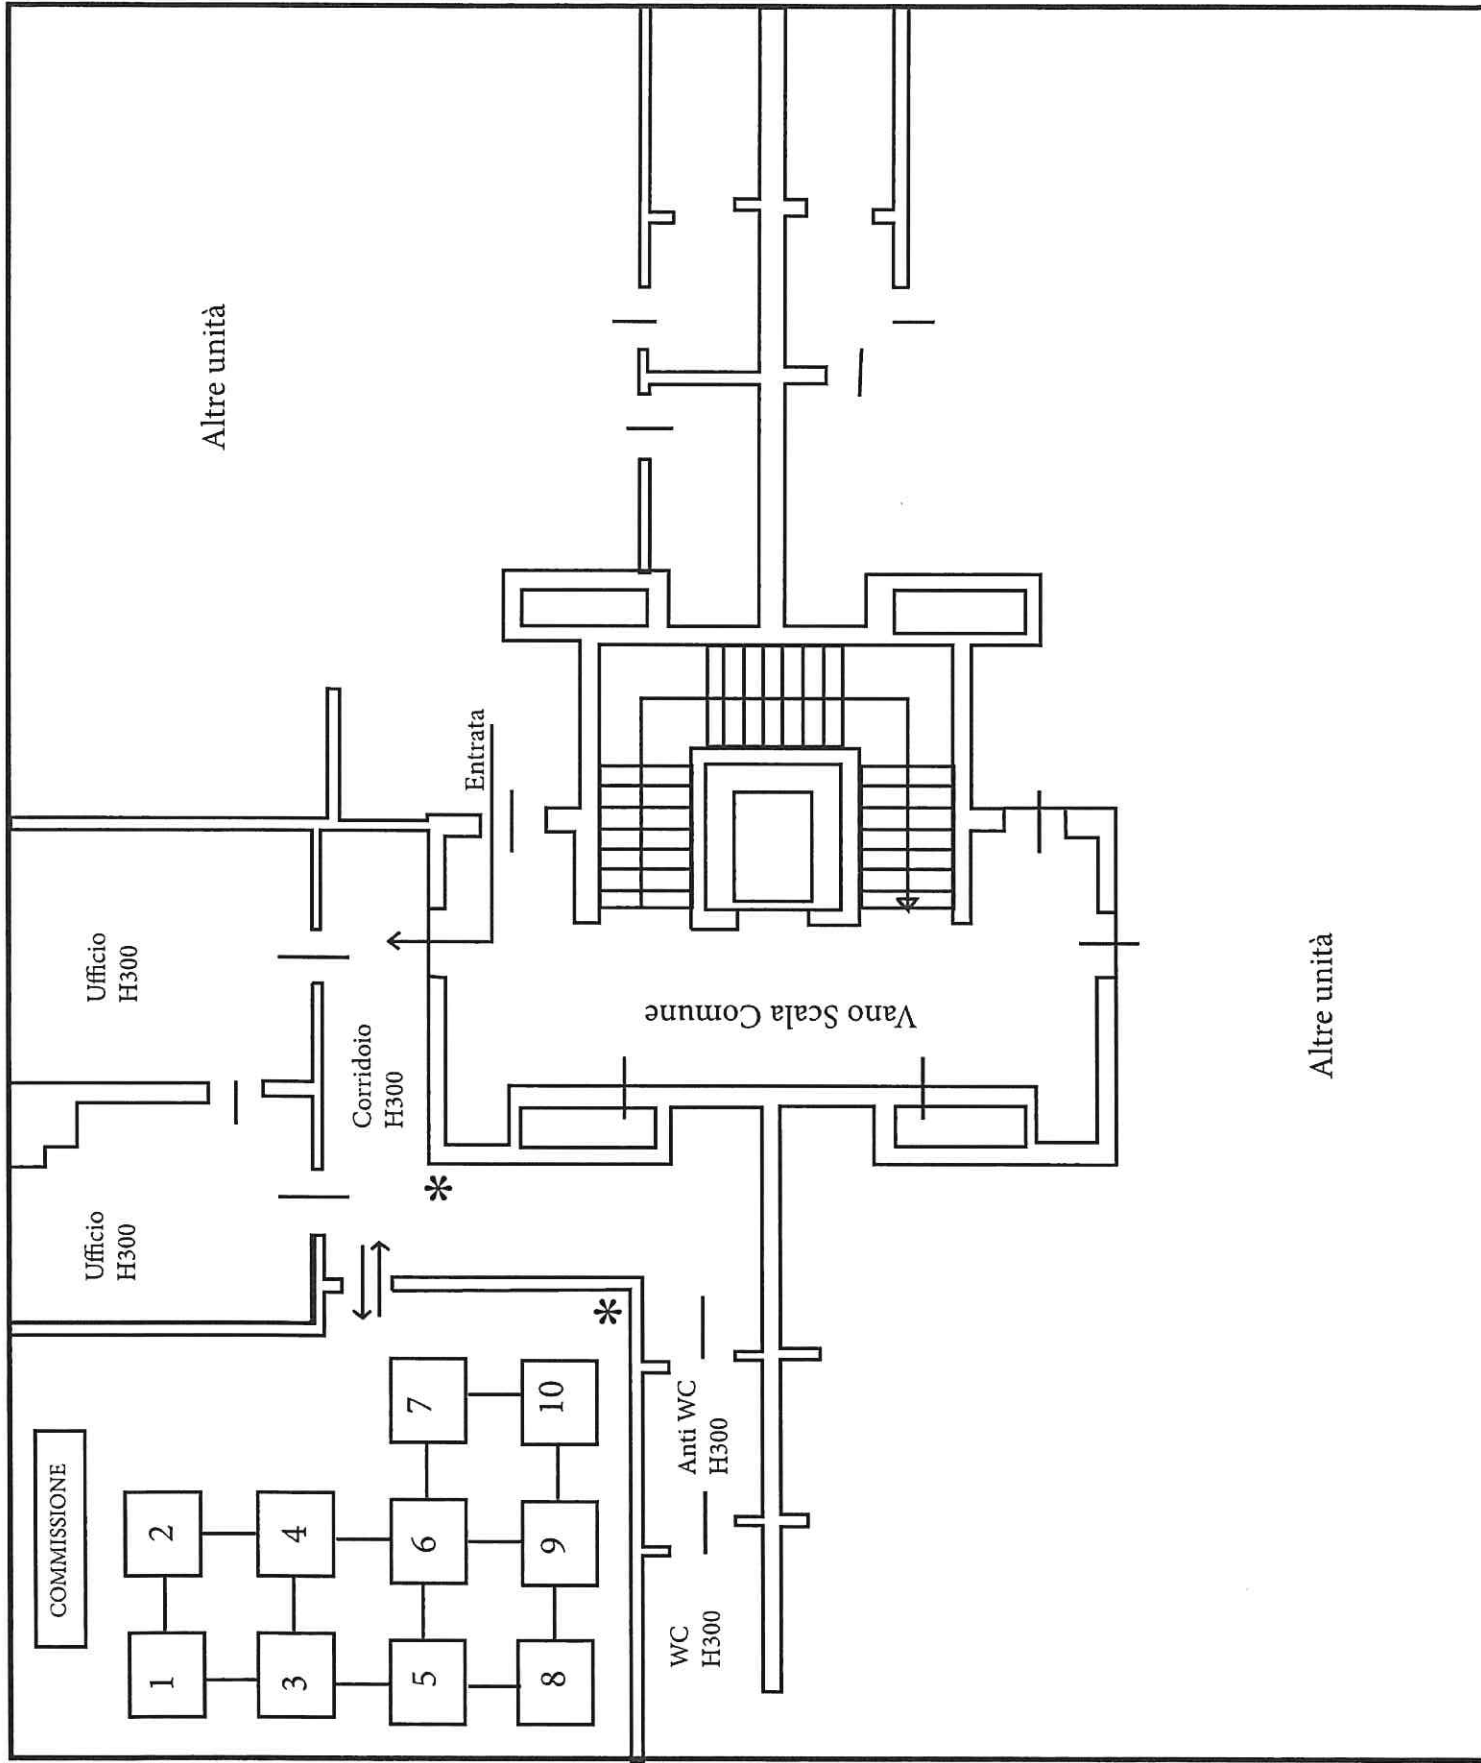 COMMISSIONE
1
2
3
4
5
6
7
8
9
10
Ufficio
H300
Ufficio
H300
Altre unità
Corridoio
H300
Entrata
*
*
WC
H300
Anti WC
H300
Vano Scala Comune
Altre unità